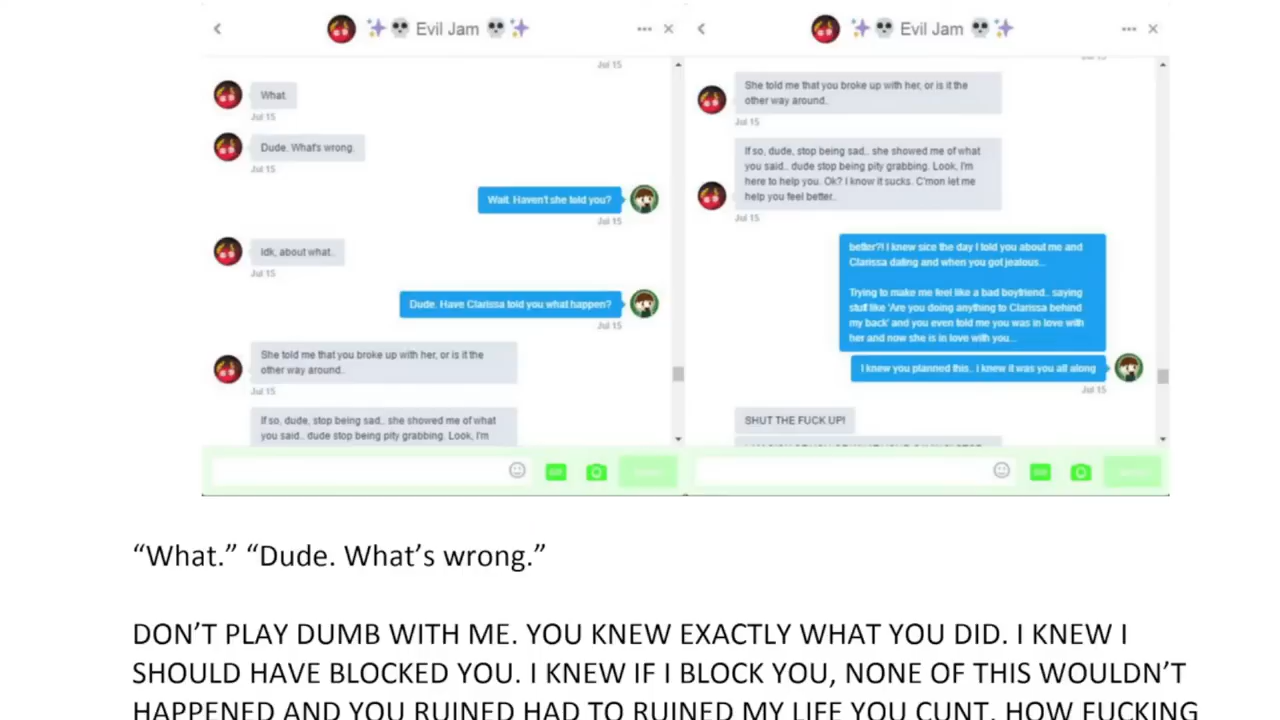 Evil Jam
Jul 15
What.
Jul 15
Dude. What's wrong.
Jul 15
Wait. Haven't she told you?
Jul 15
Idk, about what.
Jul 15
Dude. Have Clarissa told you what happen?
Jul 15
She told me that you broke up with her, or is it the
other way around..
Jul 15
If so, dude, stop being sad.. she showed me of what
you said.. dude stop being pity grabbing. Look, I'm
Evil Jam
Jul 15
She told me that you broke up with her, or is it the
other way around..
Jul 15
If so, dude, stop being sad.. she showed me of what
you said.. dude stop being pity grabbing. Look, I'm
here to help you. Ok? I know it sucks. C'mon let me
help you feel better..
Jul 15
better?! I knew sice the day I told you about me and
Clarissa dating and when you got jealous...
Trying to make me feel like a bad boyfriend.. saying
stuff like 'Are you doing anything to Clarissa behind
my back' and you even told me you was in love with
her and now she is in love with you...
I knew you planned this.. I knew it was you all along
Jul 15
SHUT THE FUCK UP!
“What.” “Dude. What’s wrong.”
DON’T PLAY DUMB WITH ME. YOU KNEW EXACTLY WHAT YOU DID. I KNEW I
SHOULD HAVE BLOCKED YOU. I KNEW IF I BLOCK YOU, NONE OF THIS WOULDN’T
HAPPENED AND YOU RUINED HAD TO RUINED MY LIFE YOU CUNT. HOW FUCKING